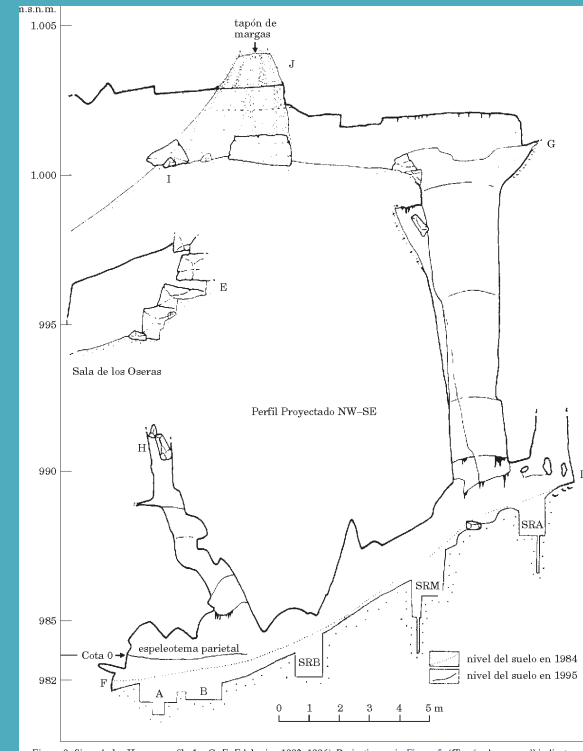 m.s.n.m.
1.005
tapón de
margas
J
G
I
1.000
E
995
Sala de los Oseras
Perfil Proyectado NW–SE
H
990
SRA
SRM
985
Cota 0
espeleotema parietal
nivel del suelo en 1984
982
F
A
B
SRB
nivel del suelo en 1995
0 1 2 3 4 5 m